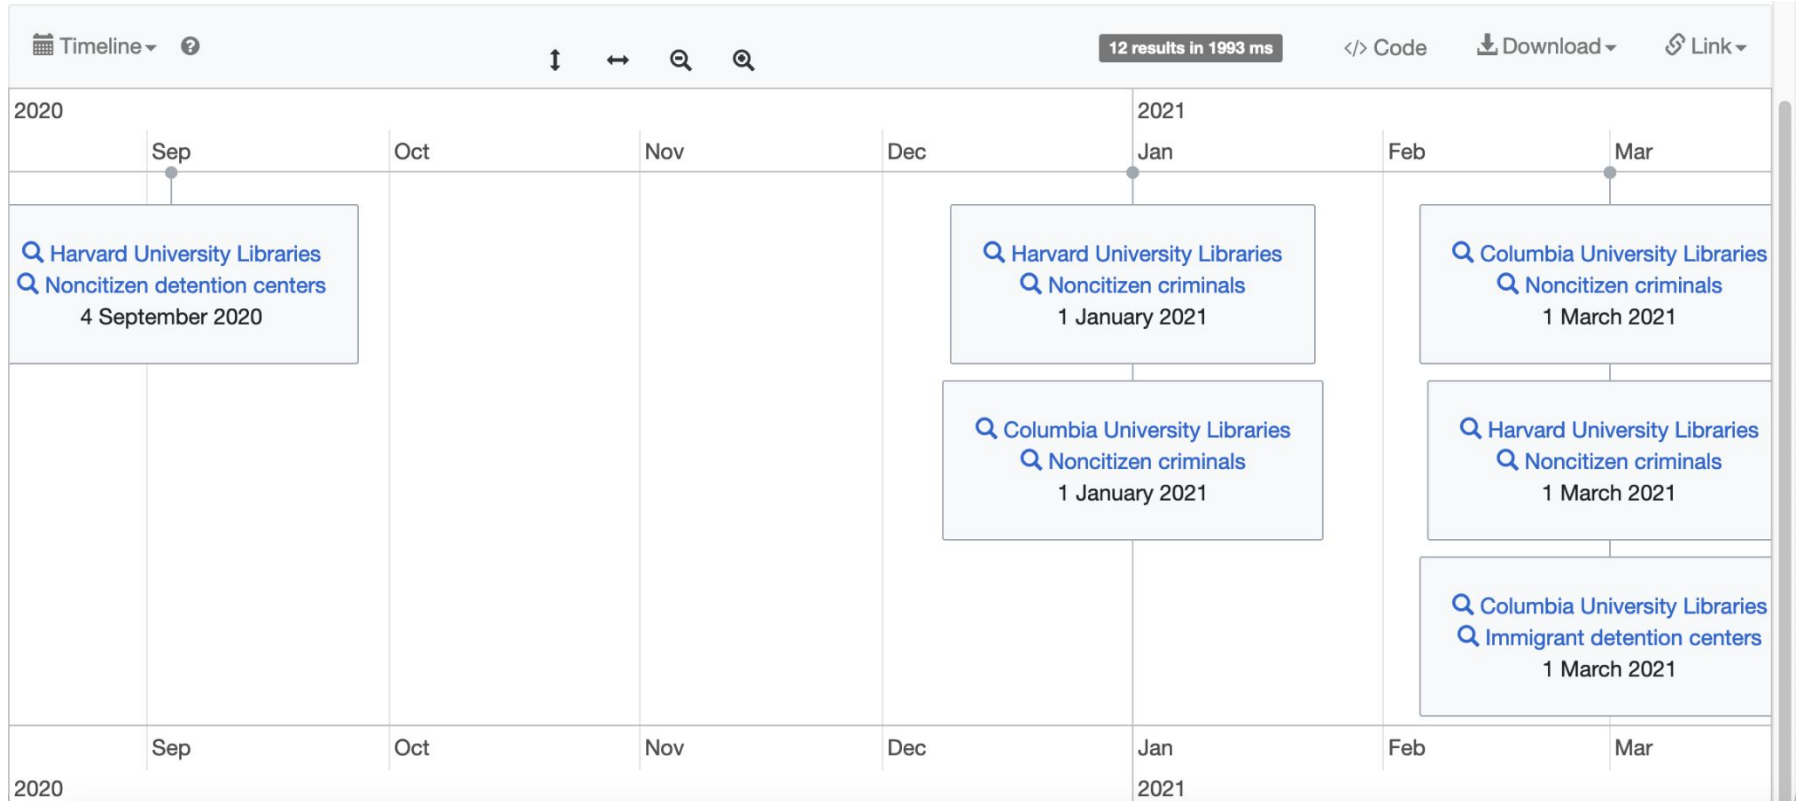 Timeline
12 results in 1993 ms
</> Code
Download
Link
2020
2021
Sep
Oct
Nov
Dec
Jan
Feb
Mar
Harvard University Libraries
Noncitizen detention centers
4 September 2020
Harvard University Libraries
Noncitizen criminals
1 January 2021
Columbia University Libraries
Noncitizen criminals
1 January 2021
Columbia University Libraries
Noncitizen criminals
1 March 2021
Harvard University Libraries
Noncitizen criminals
1 March 2021
Columbia University Libraries
Immigrant detention centers
1 March 2021
Sep
Oct
Nov
Dec
Jan
Feb
Mar
2020
2021